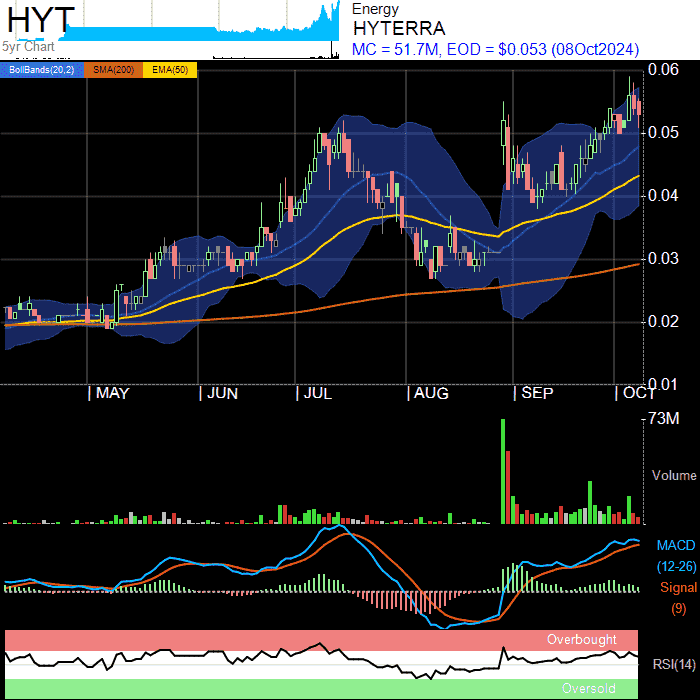 HYT
5yr Chart
Energy
HYTERRA
MC = 51.7M, EOD = $0.053 (08Oct2024)
BollBands(20,2) SMA(200) EMA(50)
0.06
0.05
0.04
0.03
0.02
0.01
MAY JUN JUL AUG SEP OCT
73M
Volume
MACD
(12-26)
Signal
(9)
Overbought
RSI(14)
Oversold